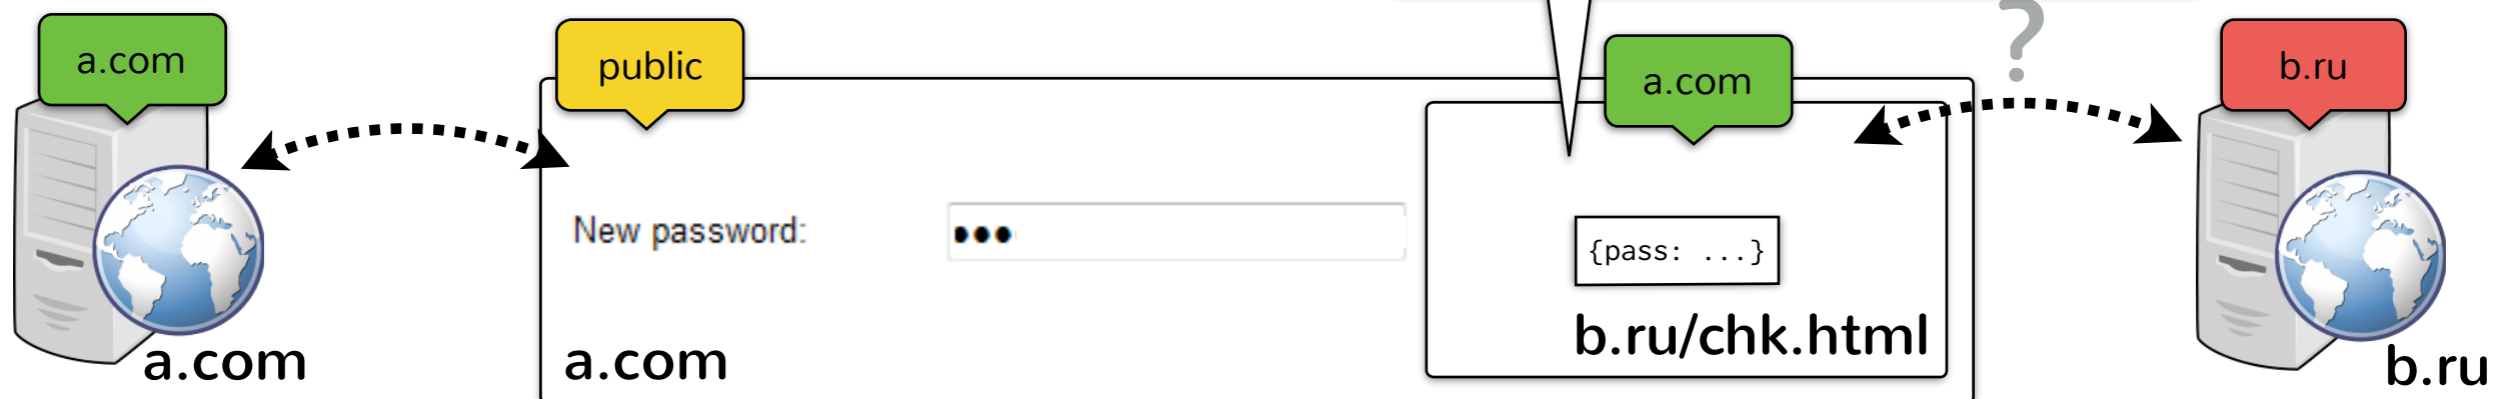 a.com
public
a.com
?
b.ru
New password:
{pass: ...}
a.com
a.com
b.ru/chk.html
b.ru